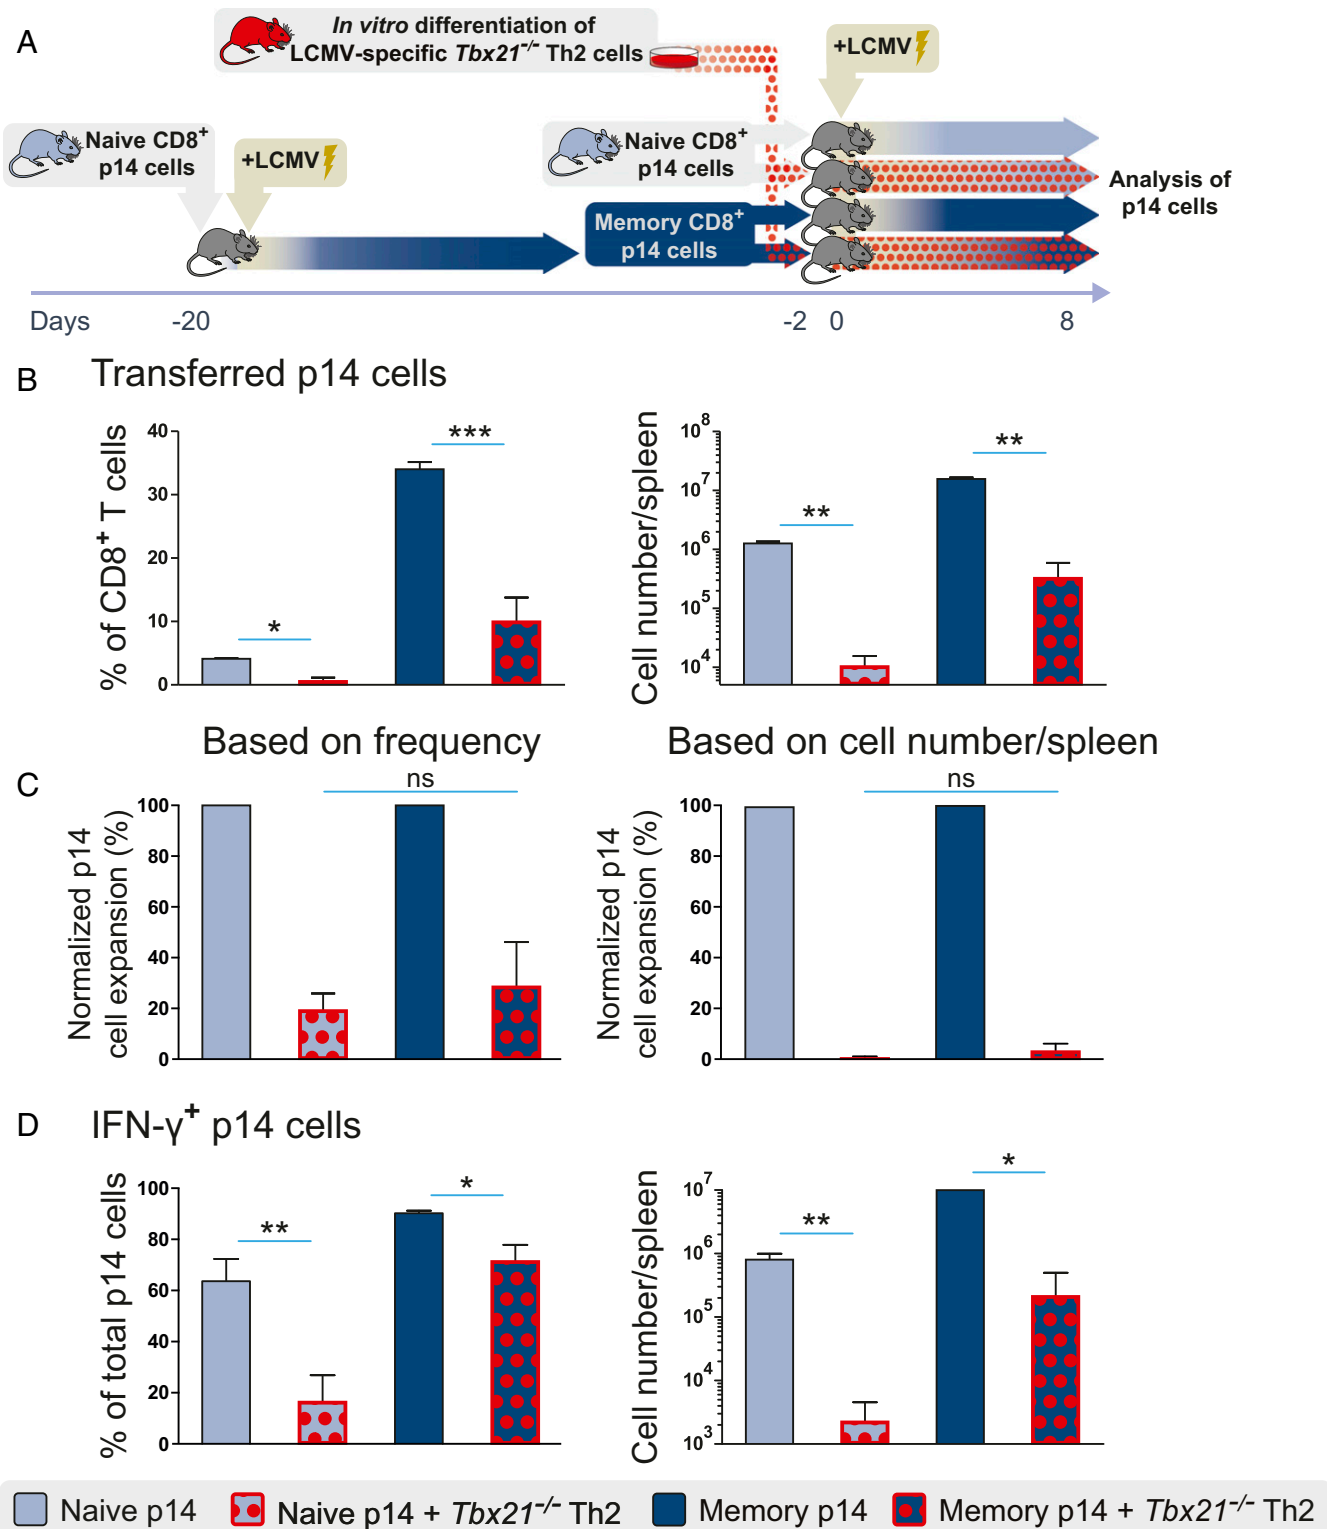 A
In vitro differentiation of
LCMV-specific Tbx21-/- Th2 cells
+LCMV
Naive CD8+
p14 cells
+LCMV
Naive CD8+
p14 cells
Memory CD8+
p14 cells
Analysis of
p14 cells
Days
-20
-2
0
8
B
Transferred p14 cells
% of CD8+ T cells
40
30
20
10
0
*
***
Cell number/spleen
10^8
10^7
10^6
10^5
10^4
**
**
C
Based on frequency
Normalized p14
cell expansion (%)
100
80
60
40
20
0
ns
Based on cell number/spleen
Normalized p14
cell expansion (%)
100
80
60
40
20
0
ns
D
IFN-γ+ p14 cells
% of total p14 cells
100
80
60
40
20
0
**
*
Cell number/spleen
10^7
10^6
10^5
10^4
10^3
**
*
Naive p14
Naive p14 + Tbx21-/- Th2
Memory p14
Memory p14 + Tbx21-/- Th2